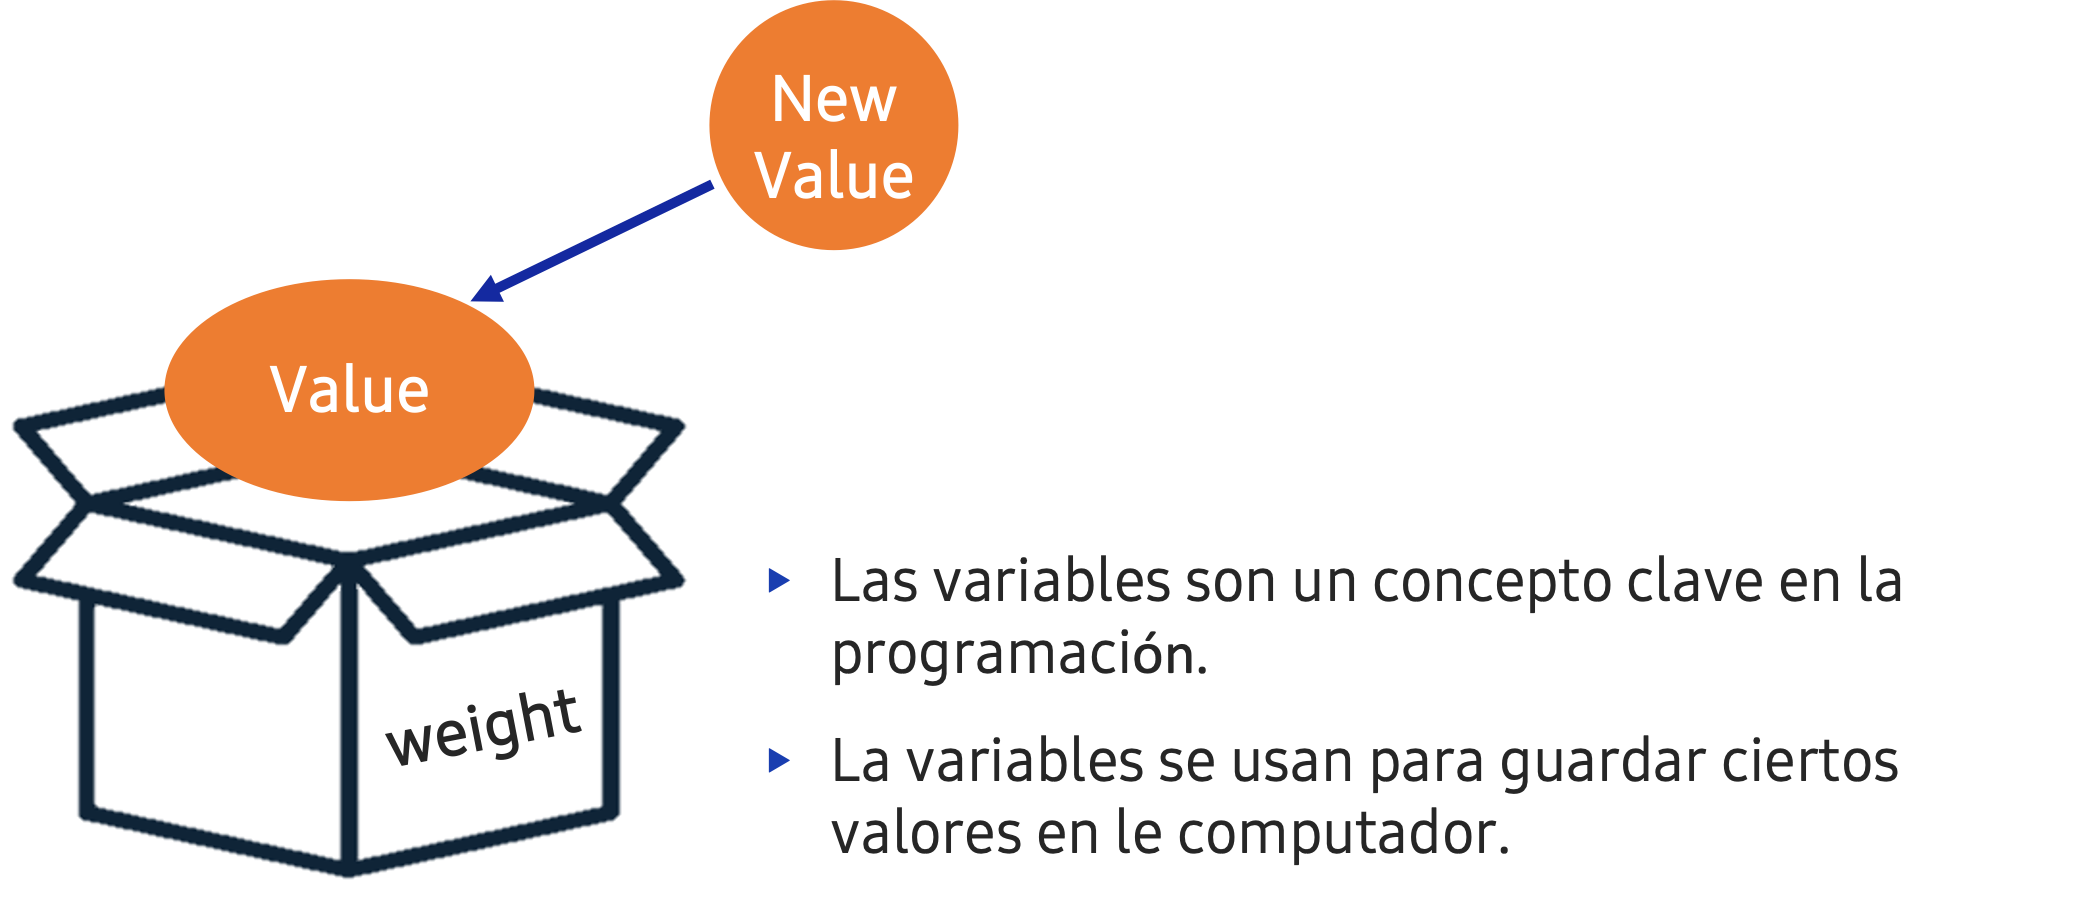 New
Value
Value
weight
Las variables son un concepto clave en la
programación.
La variables se usan para guardar ciertos
valores en le computador.